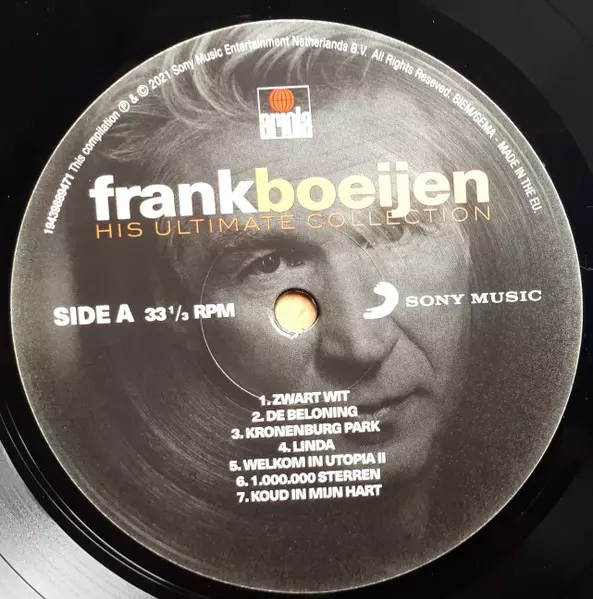 19439889471 This compilation ℗ & © 2021 Sony Music Entertainment Netherlands B.V. All Rights Reserved. BIEM/GEMA - MADE IN THE EU.
ariola
frankboeijen
HIS ULTIMATE COLLECTION
SIDE A 33 1/3 RPM
SONY MUSIC
1. ZWART WIT
2. DE BELONING
3. KRONENBURG PARK
4. LINDA
5. WELKOM IN UTOPIA II
6. 1.000.000 STERREN
7. KOUD IN MIJN HART